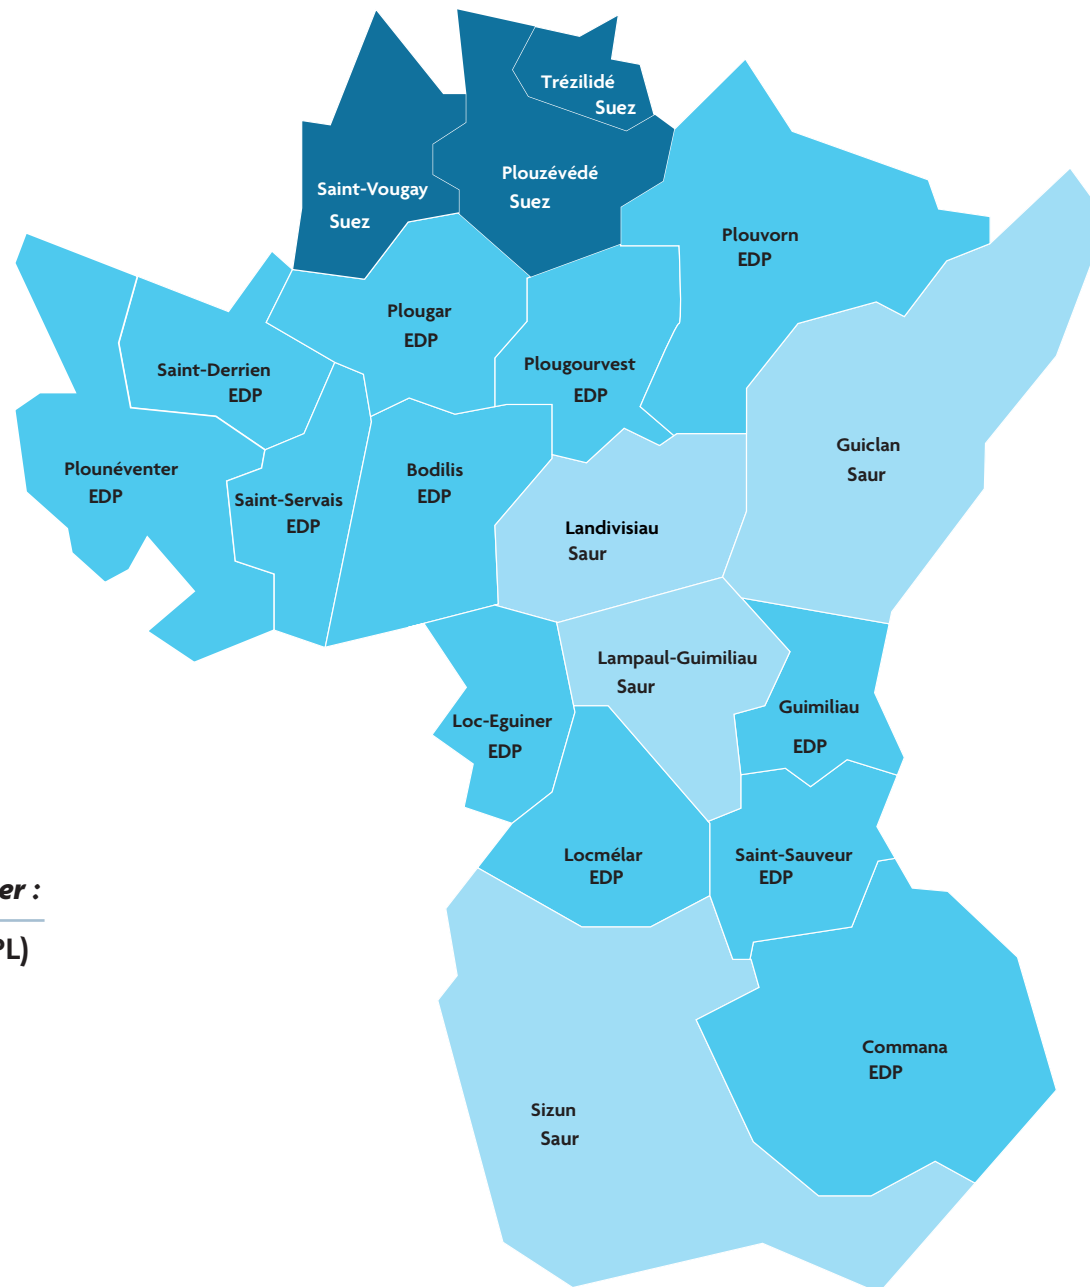 Trézilidé
Suez
Plouzévédé
Suez
Saint-Vougay
Suez
Plouvorn
EDP
Plougar
EDP
Plougourvest
EDP
Saint-Derrien
EDP
Guiclan
Saur
Plounéventer
EDP
Bodilis
EDP
Saint-Servais
EDP
Landivisiau
Saur
Lampaul-Guimiliau
Saur
Guimiliau
EDP
Loc-Eguiner
EDP
Locmélar
EDP
Saint-Sauveur
EDP
er :
PL)
Commana
EDP
Sizun
Saur